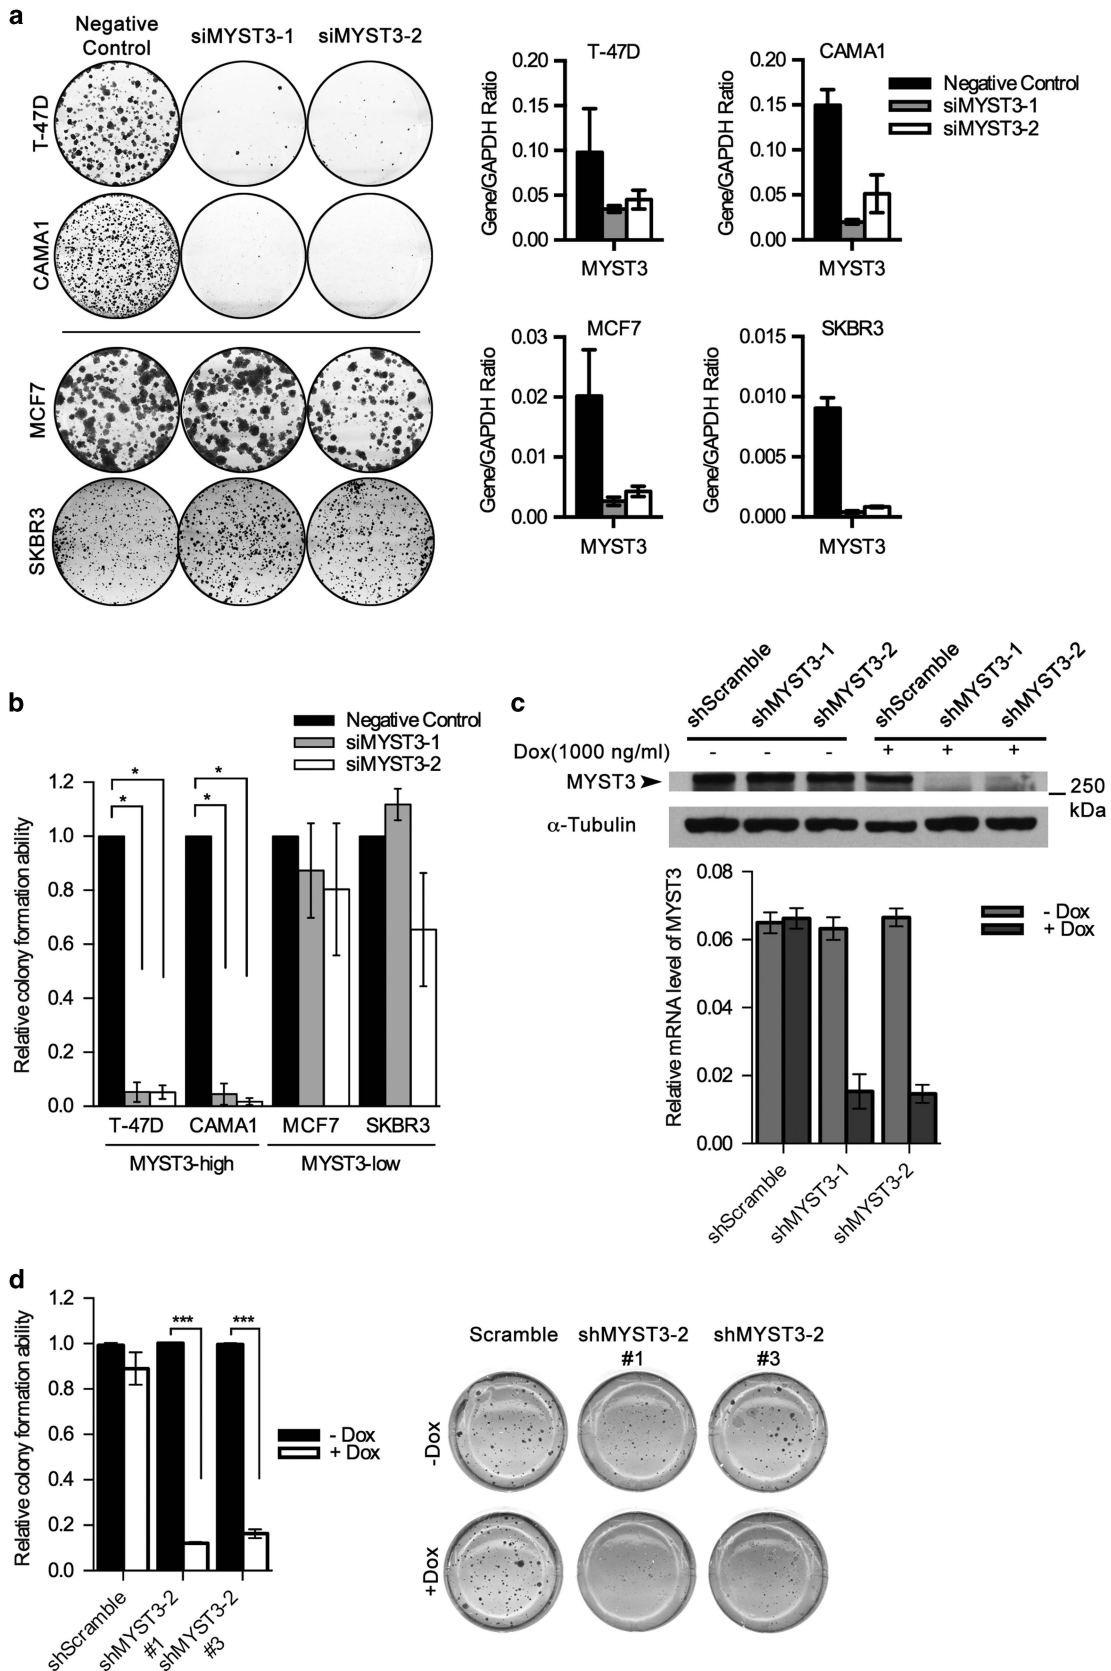 a
Negative
Control
siMYST3-1
siMYST3-2
T-47D
CAMA1
MCF7
SKBR3
T-47D
Gene/GAPDH Ratio
0.20
0.15
0.10
0.05
0.00
MYST3
CAMA1
Gene/GAPDH Ratio
0.20
0.15
0.10
0.05
0.00
MYST3
Negative Control
siMYST3-1
siMYST3-2
MCF7
Gene/GAPDH Ratio
0.03
0.02
0.01
0.00
MYST3
SKBR3
Gene/GAPDH Ratio
0.015
0.010
0.005
0.000
MYST3
b
Negative Control
siMYST3-1
siMYST3-2
Relative colony formation ability
1.2
1.0
0.8
0.6
0.4
0.2
0.0
*
*
*
*
T-47D
CAMA1
MCF7
SKBR3
MYST3-high
MYST3-low
c
shScramble
shMYST3-1
shMYST3-2
shScramble
shMYST3-1
shMYST3-2
Dox(1000 ng/ml) - - - + + +
MYST3
250
kDa
α-Tubulin
Relative mRNA level of MYST3
0.08
0.06
0.04
0.02
0.00
- Dox
+ Dox
shScramble
shMYST3-1
shMYST3-2
d
Relative colony formation ability
1.2
1.0
0.8
0.6
0.4
0.2
0.0
***
***
- Dox
+ Dox
shScramble
shMYST3-2
#1
shMYST3-2
#3
Scramble
shMYST3-2
#1
shMYST3-2
#3
-Dox
+Dox